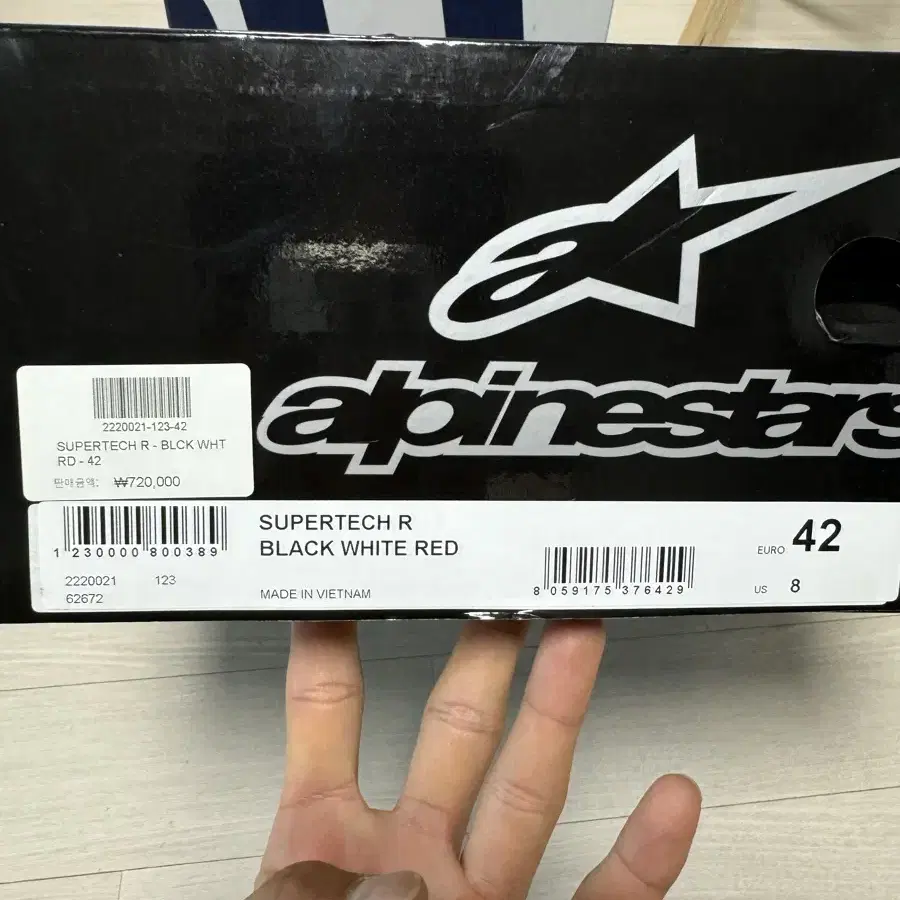 alpinestars
2220021-123-42
SUPERTECH R - BLCK WHT
RD - 42
판매금액: ₩720,000
1 230000 800389
2220021 123
62672
SUPERTECH R
BLACK WHITE RED
MADE IN VIETNAM
8 059175 376429
EURO 42
US 8